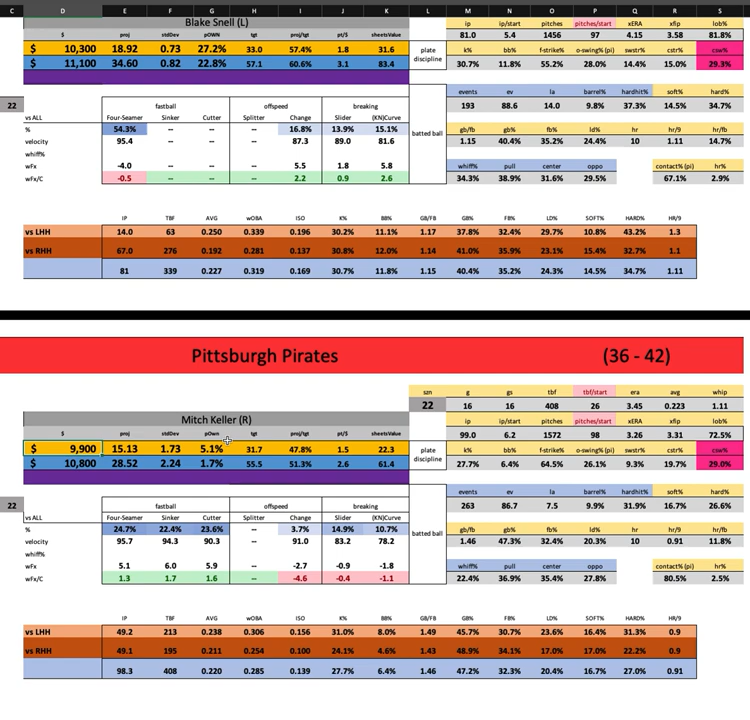 C D E F G H I J K L M N O P Q R S
Blake Snell (L) ip ip/start pitches pitches/start xERA xfip lob%
$ proj stdDev pOWN tgt proj/tgt pt/$ sheetsValue 81.0 5.4 1456 97 4.15 3.58 81.8%
$ 10,300 18.92 0.73 27.2% 33.0 57.4% 1.8 31.6 plate discipline k% bb% f-strike% o-swing% (pi) swstr% cstr% csw%
$ 11,100 34.60 0.82 22.8% 57.1 60.6% 3.1 83.4 30.7% 11.8% 55.2% 28.0% 14.4% 15.0% 29.3%
events ev la barrel% hardhit% soft% hard%
22 fastball offspeed breaking 193 88.6 14.0 9.8% 37.3% 14.5% 34.7%
vs ALL Four-Seamer Sinker Cutter Splitter Change Slider (KN)Curve
% 54.3% -- -- -- 16.8% 13.9% 15.1% batted ball gb/fb gb% fb% ld% hr hr/9 hr/fb
velocity 95.4 -- -- -- 87.3 89.0 81.6 1.15 40.4% 35.2% 24.4% 10 1.11 14.7%
whiff%
wFx -4.0 5.5 1.8 5.8 whiff% pull center oppo contact% (pi) hr%
wFx/C -0.5 -- -- -- 2.2 0.9 2.6 34.3% 38.9% 31.6% 29.5% 67.1% 2.9%
IP TBF AVG wOBA ISO K% BB% GB/FB GB% FB% LD% SOFT% HARD% HR/9
vs LHH 14.0 63 0.250 0.339 0.196 30.2% 11.1% 1.17 37.8% 32.4% 29.7% 10.8% 43.2% 1.3
vs RHH 67.0 276 0.192 0.281 0.137 30.8% 12.0% 1.14 41.0% 35.9% 23.1% 15.4% 32.7% 1.1
81 339 0.227 0.319 0.169 30.7% 11.8% 1.15 40.4% 35.2% 24.3% 14.5% 34.7% 1.11
Pittsburgh Pirates (36 - 42)
szn g gs tbf tbf/start era avg whip
22 16 16 408 26 3.45 0.223 1.11
Mitch Keller (R) ip ip/start pitches pitches/start xERA xfip lob%
$ proj stdDev pOwn tgt proj/tgt pt/$ sheetsValue 99.0 6.2 1572 98 3.26 3.31 72.5%
$ 9,900 15.13 1.73 5.1% 31.7 47.8% 1.5 22.3 plate discipline k% bb% f-strike% o-swing% (pi) swstr% cstr% csw%
$ 10,800 28.52 2.24 1.7% 55.5 51.3% 2.6 61.4 27.7% 6.4% 64.5% 26.1% 9.3% 19.7% 29.0%
events ev la barrel% hardhit% soft% hard%
22 fastball offspeed breaking 263 86.7 7.5 9.9% 31.9% 16.7% 26.6%
vs ALL Four-Seamer Sinker Cutter Splitter Change Slider (KN)Curve
% 24.7% 22.4% 23.6% -- 3.7% 14.9% 10.7% batted ball gb/fb gb% fb% ld% hr hr/9 hr/fb
velocity 95.7 94.3 90.3 -- 91.0 83.2 78.2 1.46 47.3% 32.4% 20.3% 10 0.91 11.8%
whiff%
wFx 5.1 6.0 5.9 -2.7 -0.9 -1.8 whiff% pull center oppo contact% (pi) hr%
wFx/C 1.3 1.7 1.6 -- -4.6 -0.4 -1.1 22.4% 36.9% 35.4% 27.8% 80.5% 2.5%
IP TBF AVG wOBA ISO K% BB% GB/FB GB% FB% LD% SOFT% HARD% HR/9
vs LHH 49.2 213 0.238 0.306 0.156 31.0% 8.0% 1.49 45.7% 30.7% 23.6% 16.4% 31.3% 0.9
vs RHH 49.1 195 0.211 0.254 0.100 24.1% 4.6% 1.43 48.9% 34.1% 17.0% 17.0% 22.2% 0.9
98.3 408 0.220 0.285 0.139 27.7% 6.4% 1.46 47.2% 32.3% 20.4% 16.7% 27.0% 0.91